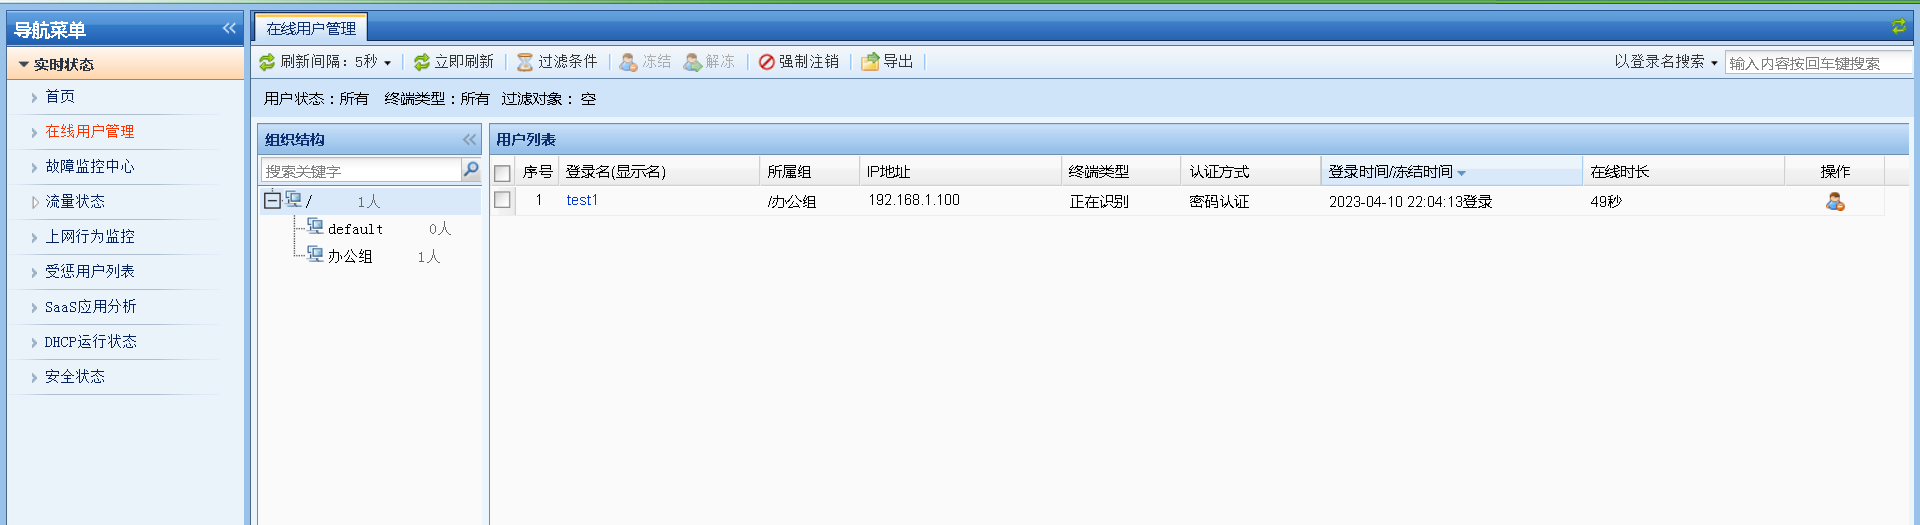 导航菜单
实时状态
首页
在线用户管理
故障监控中心
流量状态
上网行为监控
受惩用户列表
SaaS应用分析
DHCP运行状态
安全状态
在线用户管理
刷新间隔：5秒 立即刷新 过滤条件 冻结 解冻 强制注销 导出 以登录名搜索 输入内容按回车键搜索
用户状态：所有 终端类型：所有 过滤对象：空
组织结构
搜索关键字
/ 1人
default 0人
办公组 1人
用户列表
序号 登录名(显示名) 所属组 IP地址 终端类型 认证方式 登录时间/冻结时间 在线时长 操作
1 test1 /办公组 192.168.1.100 正在识别 密码认证 2023-04-10 22:04:13登录 49秒